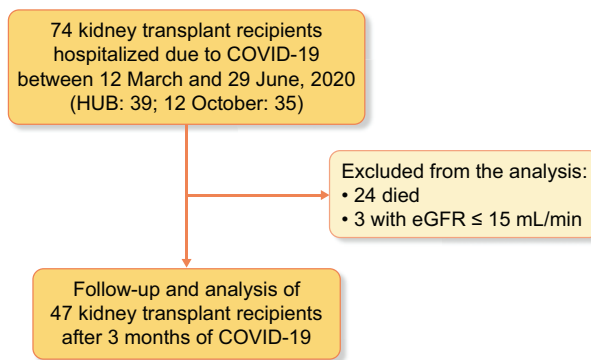 74 kidney transplant recipients
hospitalized due to COVID-19
between 12 March and 29 June, 2020
(HUB: 39; 12 October: 35)
Excluded from the analysis:
• 24 died
• 3 with eGFR ≤ 15 mL/min
Follow-up and analysis of
47 kidney transplant recipients
after 3 months of COVID-19